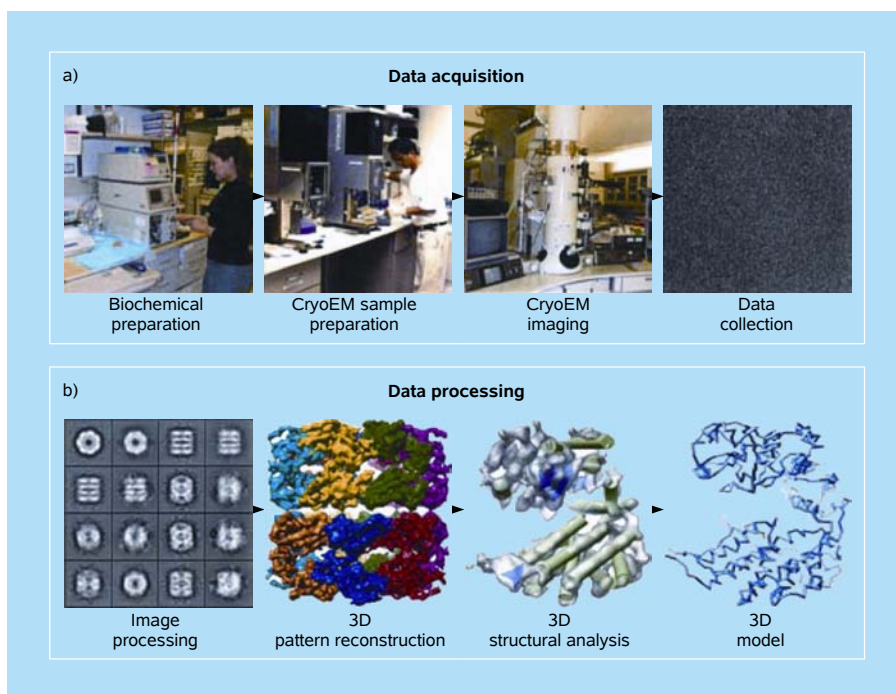 a)
Data acquisition
Biochemical
preparation
CryoEM sample
preparation
CryoEM
imaging
Data
collection
b)
Data processing
Image
processing
3D
pattern reconstruction
3D
structural analysis
3D
model